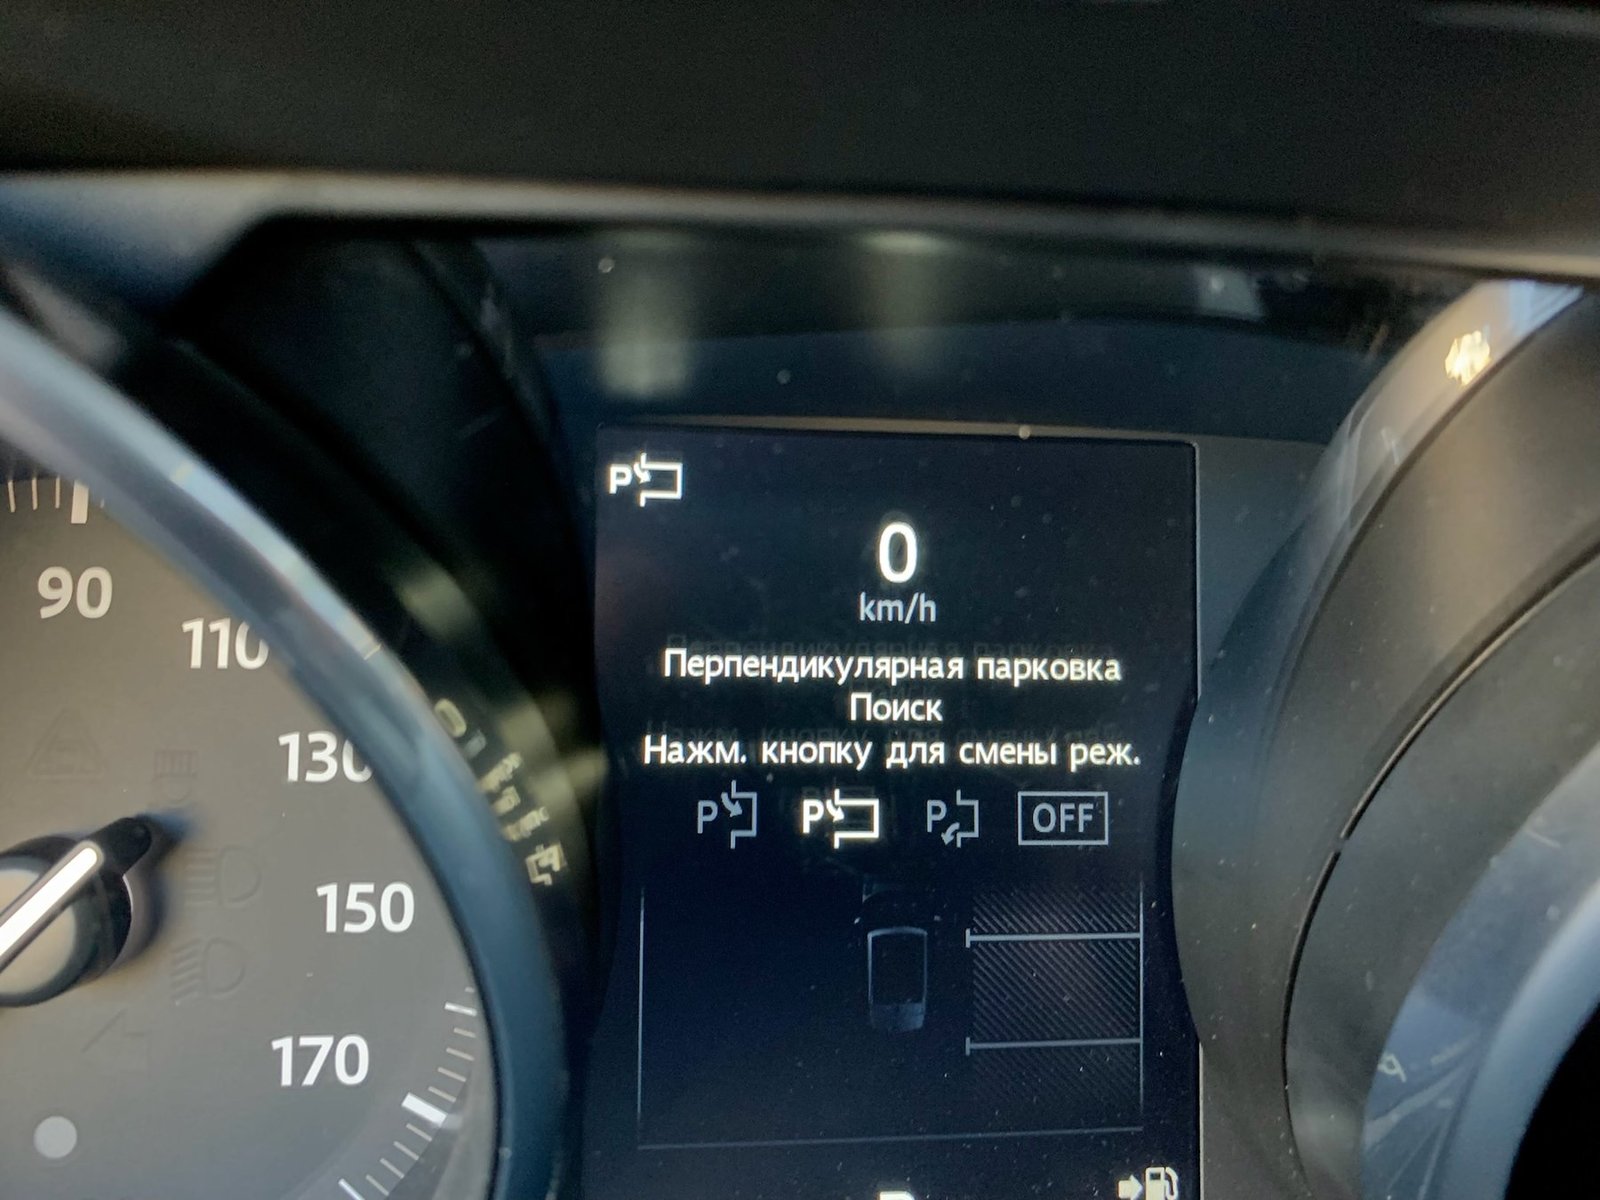 P
0
km/h
Перпендикулярная парковка
Поиск
Нажм. кнопку для смены реж.
P P P OFF
90
110
130
150
170